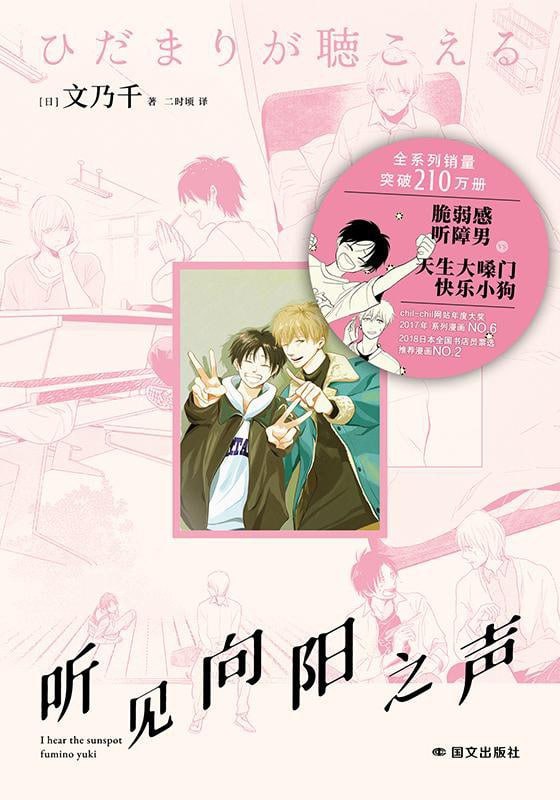 ひだまりが聴こえる
[日] 文乃千 著 二时顷 译
全系列销量
突破210万册
脆弱感
听障男
VS
天生大嗓门
快乐小狗
chil-chil网站年度大奖
2017年 系列漫画NO.6
2018日本全国书店员票选
推荐漫画NO.2
听见向阳之声
I hear the sunspot
fumino yuki
国文出版社